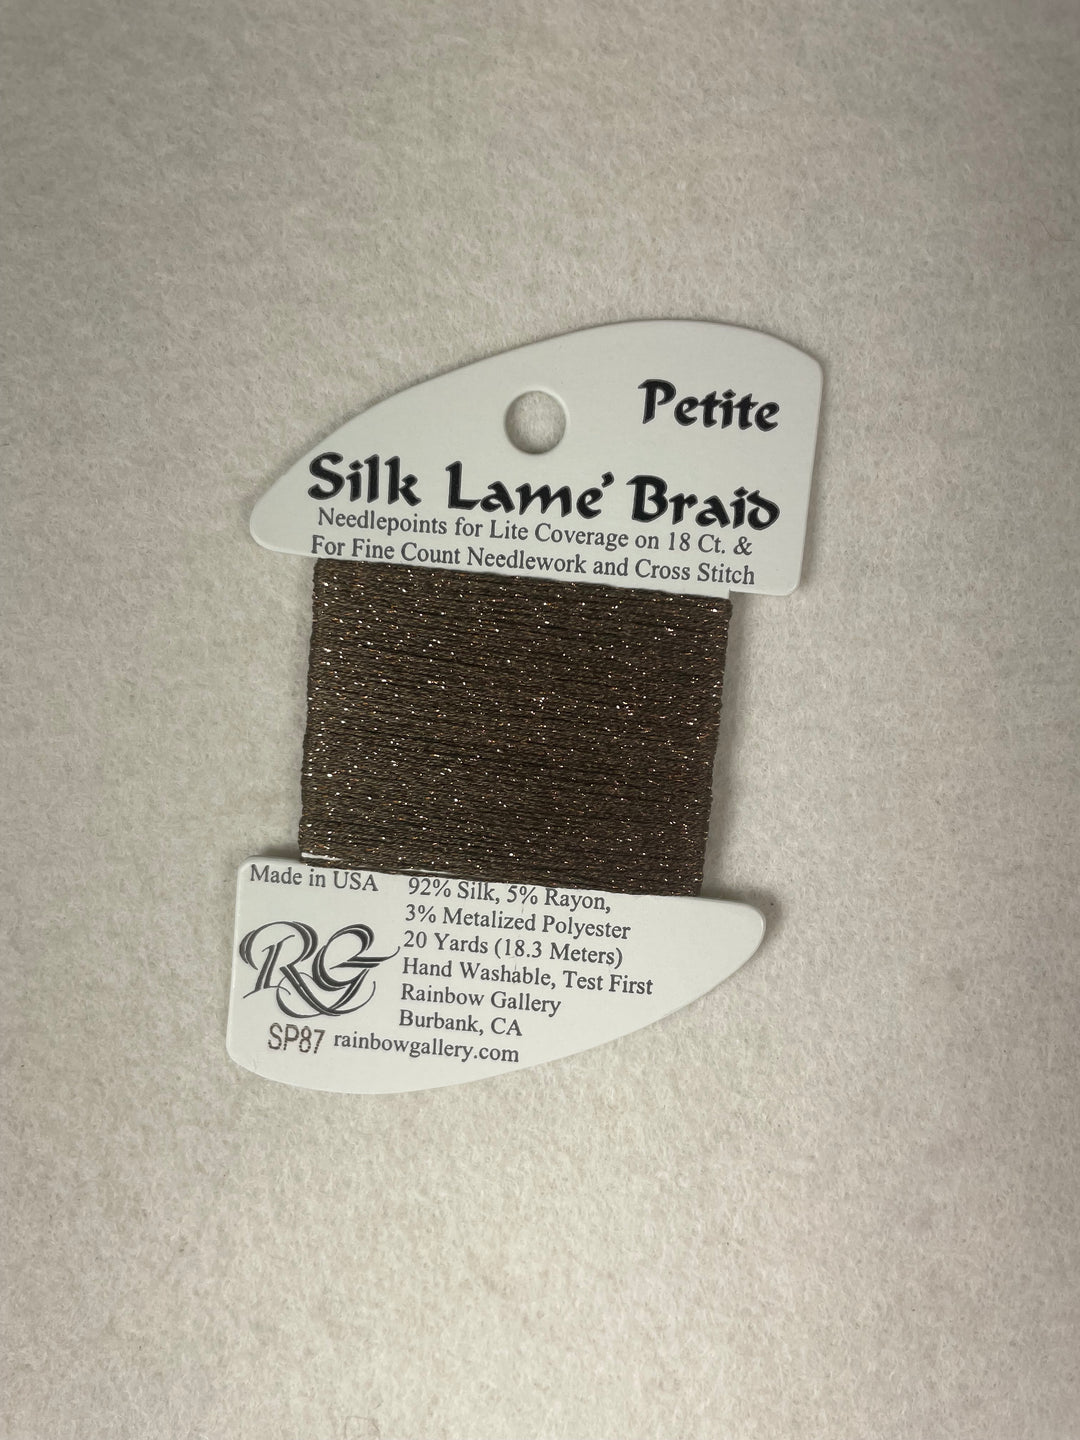 Petite
Silk Lame' Braid
Needlepoints for Lite Coverage on 18 Ct. &
For Fine Count Needlework and Cross Stitch
Made in USA
92% Silk, 5% Rayon,
3% Metalized Polyester
20 Yards (18.3 Meters)
Hand Washable, Test First
Rainbow Gallery
Burbank, CA
RG
SP87 rainbowgallery.com